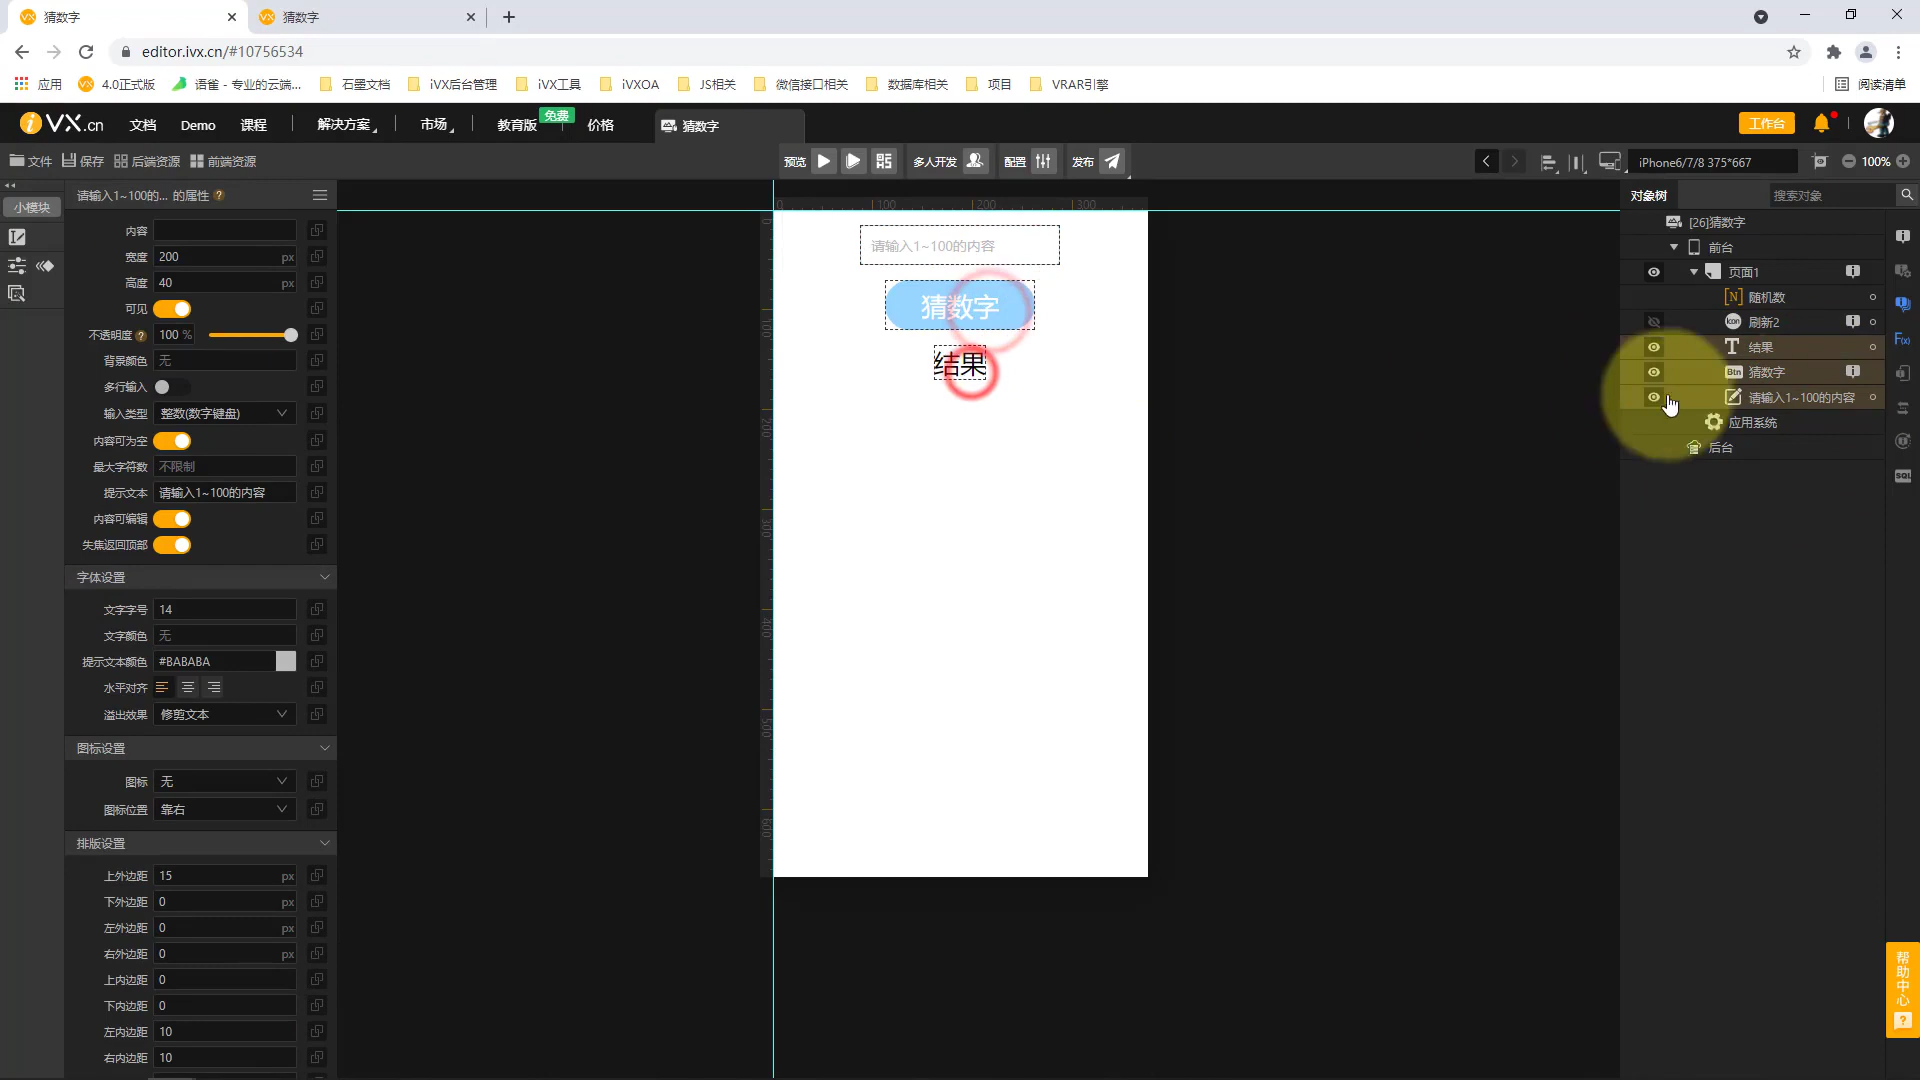 猜数字
猜数字
editor.ivx.cn/#10756534
应用
4.0正式版
语雀 - 专业的云端...
石墨文档
iVX后台管理
iVX工具
iVXOA
JS相关
微信接口相关
数据库相关
项目
VRAR引擎
阅读清单
iVX.cn
文档
Demo
课程
解决方案
市场
教育版
免费
价格
猜数字
工作台
文件
保存
后端资源
前端资源
预览
多人开发
配置
发布
iPhone6/7/8 375*667
100%
小模块
请输入1~100的... 的属性
内容
宽度 200 px
高度 40 px
可见
不透明度 100 %
背景颜色 无
多行输入
输入类型 整数(数字键盘)
内容可为空
最大字符数 不限制
提示文本 请输入1~100的内容
内容可编辑
失焦返回顶部
字体设置
文字字号 14
文字颜色 无
提示文本颜色 #BABABA
水平对齐
溢出效果 修剪文本
图标设置
图标 无
图标位置 靠右
排版设置
上外边距 15 px
下外边距 0 px
左外边距 0 px
右外边距 0 px
上内边距 0
下内边距 0
左内边距 10
右内边距 10
0 100 200 300
0
100
200
300
400
500
600
请输入1~100的内容
猜数字
结果
对象树
搜索对象
[26]猜数字
前台
页面1
[N] 随机数
icon 刷新2
T 结果
Btn 猜数字
请输入1~100的内容
应用系统
后台
F(x)
SQL
帮助中心
?